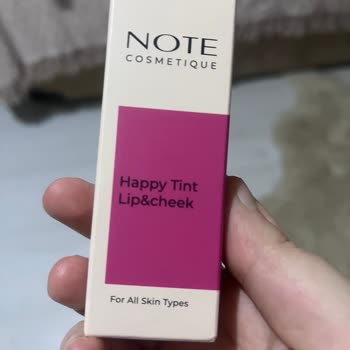 NOTE
COSMETIQUE
Happy Tint
Lip&cheek
For All Skin Types